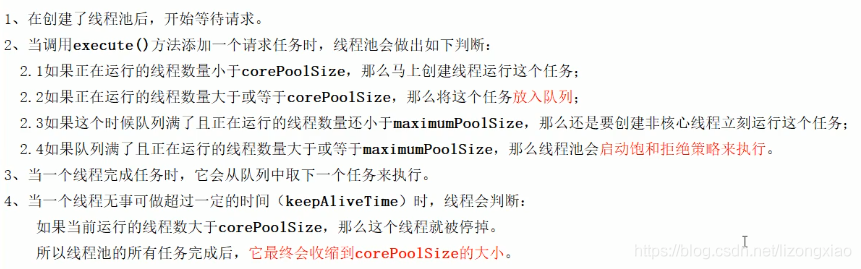 1、在创建了线程池后，开始等待请求。
2、当调用execute()方法添加一个请求任务时，线程池会做出如下判断：
2.1如果正在运行的线程数量小于corePoolSize，那么马上创建线程运行这个任务；
2.2如果正在运行的线程数量大于或等于corePoolSize，那么将这个任务放入队列；
2.3如果这个时候队列满了且正在运行的线程数量还小于maximumPoolSize，那么还是要创建非核心线程立刻运行这个任务；
2.4如果队列满了且正在运行的线程数量大于或等于maximumPoolSize，那么线程池会启动饱和拒绝策略来执行。
3、当一个线程完成任务时，它会从队列中取下一个任务来执行。
4、当一个线程无事可做超过一定的时间（keepAliveTime）时，线程会判断：
如果当前运行的线程数大于corePoolSize，那么这个线程就被停掉。
所以线程池的所有任务完成后，它最终会收缩到corePoolSize的大小。
https://blog.csdn.net/lizongxiao